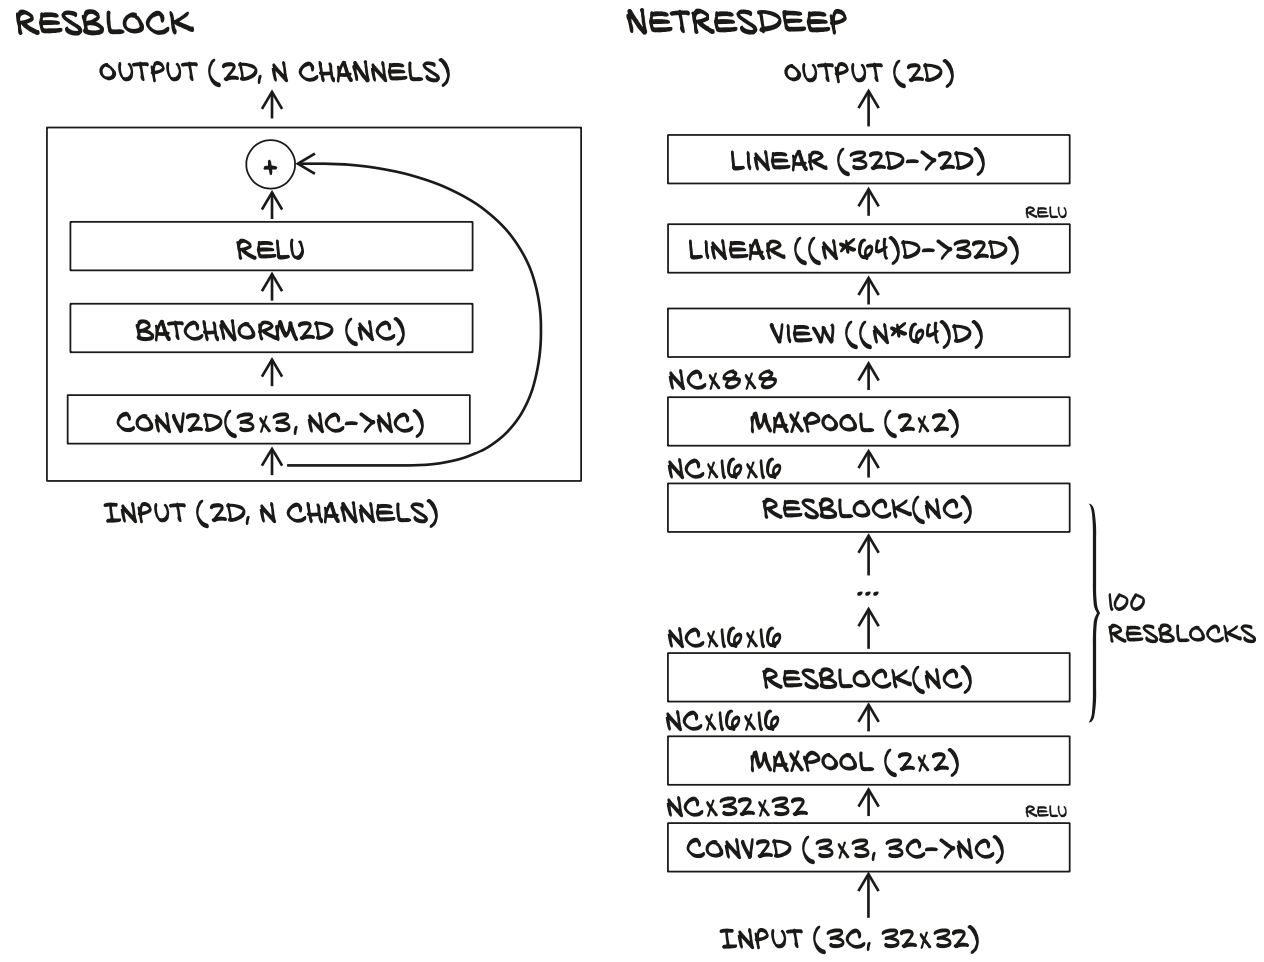 RESBLOCK
OUTPUT (2D, N CHANNELS)
+
RELU
BATCHNORM2D (NC)
CONV2D(3x3, NC->NC)
INPUT (2D, N CHANNELS)
NETRESDEEP
OUTPUT (2D)
LINEAR (32D->2D)
RELU
LINEAR ((N*64)D->32D)
VIEW ((N*64)D)
NCx8x8
MAXPOOL (2x2)
NCx16x16
RESBLOCK(NC)
...
100
RESBLOCKS
NCx16x16
RESBLOCK(NC)
NCx16x16
MAXPOOL (2x2)
NCx32x32
RELU
CONV2D (3x3, 3C->NC)
INPUT (3C, 32x32)